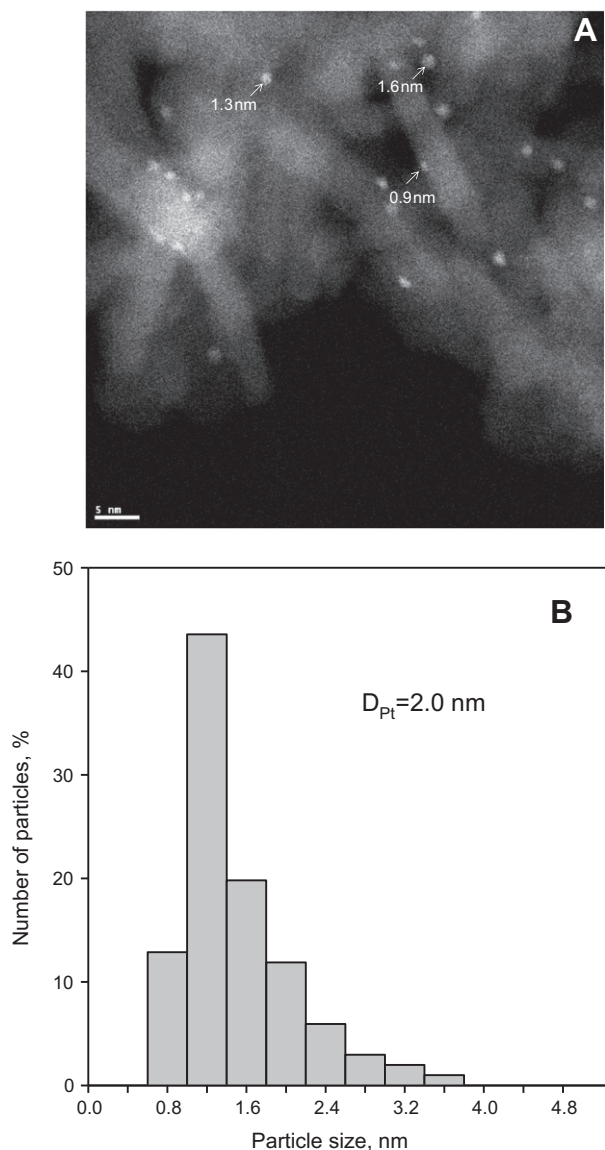 A
1.3nm
1.6nm
0.9nm
5 nm
50
40
30
20
10
0
Number of particles, %
B
D_Pt=2.0 nm
0.0 0.8 1.6 2.4 3.2 4.0 4.8
Particle size, nm